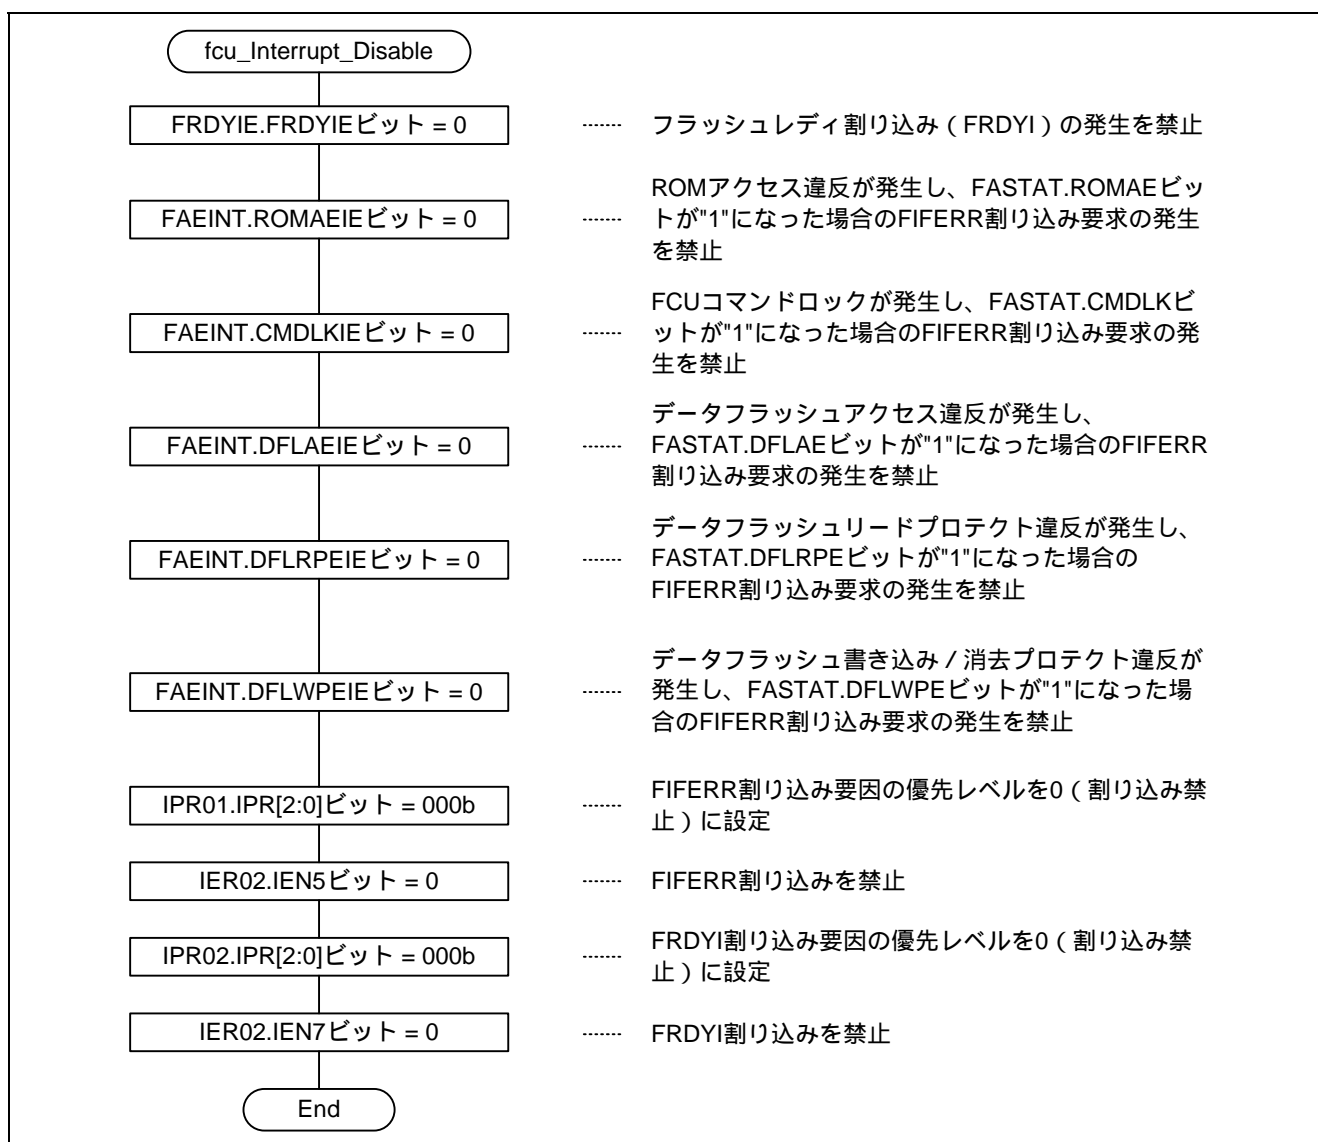 fcu_Interrupt_Disable
FRDYIE.FRDYIEビット = 0
フラッシュレディ割り込み（FRDYI）の発生を禁止
FAEINT.ROMAEIEビット = 0
ROMアクセス違反が発生し、FASTAT.ROMAEビッ
トが"1"になった場合のFIFERR割り込み要求の発生
を禁止
FAEINT.CMDLKIEビット = 0
FCUコマンドロックが発生し、FASTAT.CMDLKビ
ットが"1"になった場合のFIFERR割り込み要求の発
生を禁止
FAEINT.DFLAEIEビット = 0
データフラッシュアクセス違反が発生し、
FASTAT.DFLAEビットが"1"になった場合のFIFERR
割り込み要求の発生を禁止
FAEINT.DFLRPEIEビット = 0
データフラッシュリードプロテクト違反が発生し、
FASTAT.DFLRPEビットが"1"になった場合の
FIFERR割り込み要求の発生を禁止
FAEINT.DFLWPEIEビット = 0
データフラッシュ書き込み／消去プロテクト違反が
発生し、FASTAT.DFLWPEビットが"1"になった場
合のFIFERR割り込み要求の発生を禁止
IPR01.IPR[2:0]ビット = 000b
FIFERR割り込み要因の優先レベルを0（割り込み禁
止）に設定
IER02.IEN5ビット = 0
FIFERR割り込みを禁止
IPR02.IPR[2:0]ビット = 000b
FRDYI割り込み要因の優先レベルを0（割り込み禁
止）に設定
IER02.IEN7ビット = 0
FRDYI割り込みを禁止
End